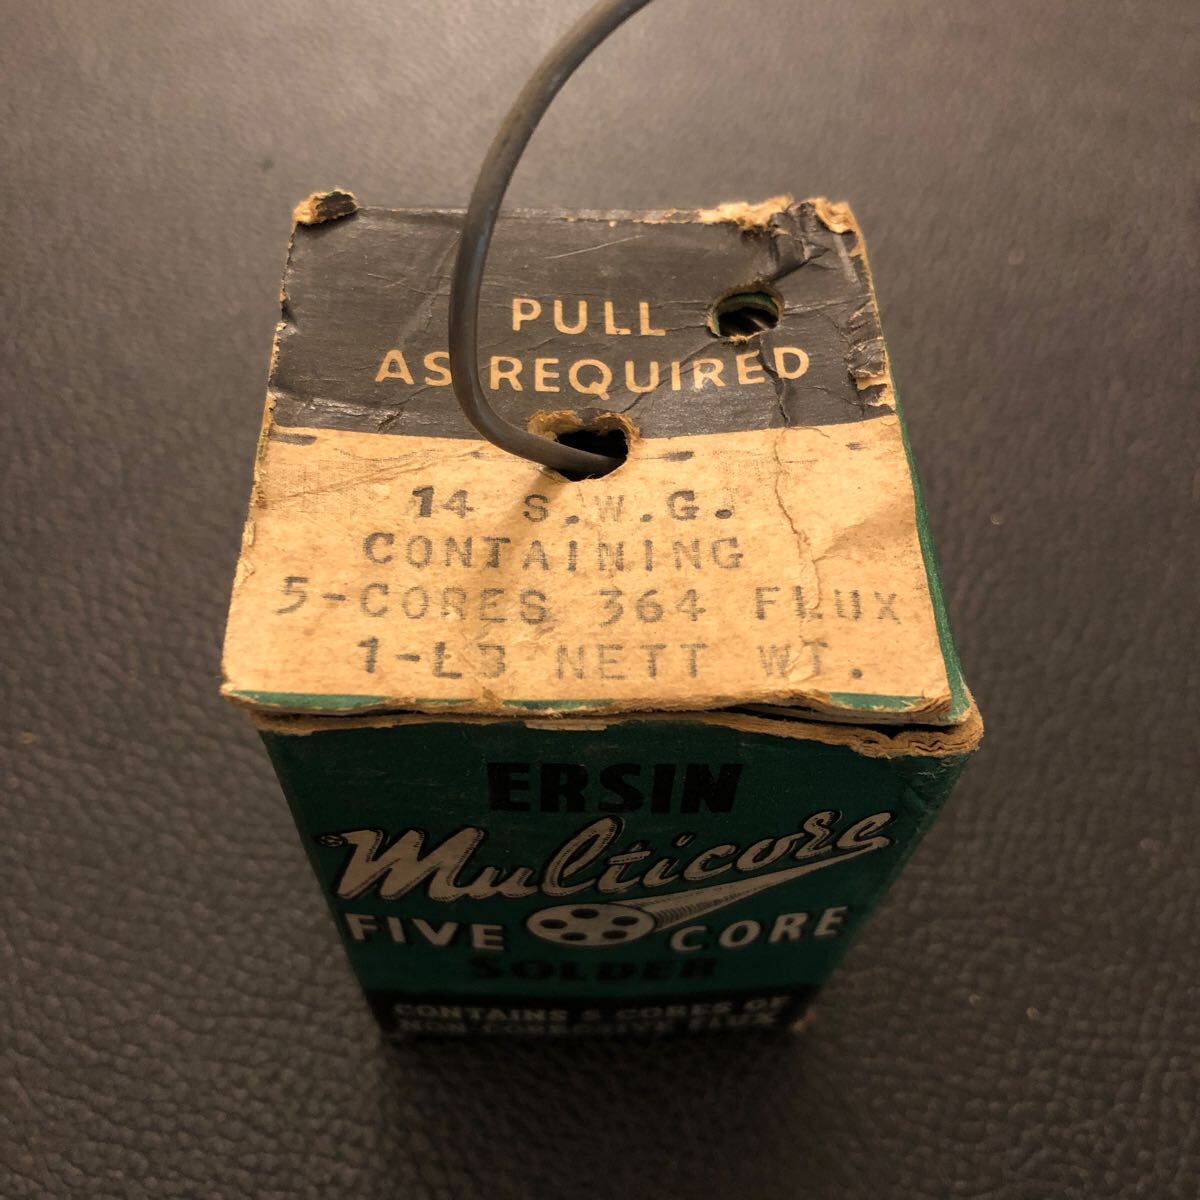 PULL
AS REQUIRED
14 S.W.G.
CONTAINING
5-CORES 364 FLUX
1-LB NETT WT.
ERSIN
Multicore
FIVE CORE
SOLDER
CONTAINS 5 CORES OF
NON-CORROSIVE FLUX